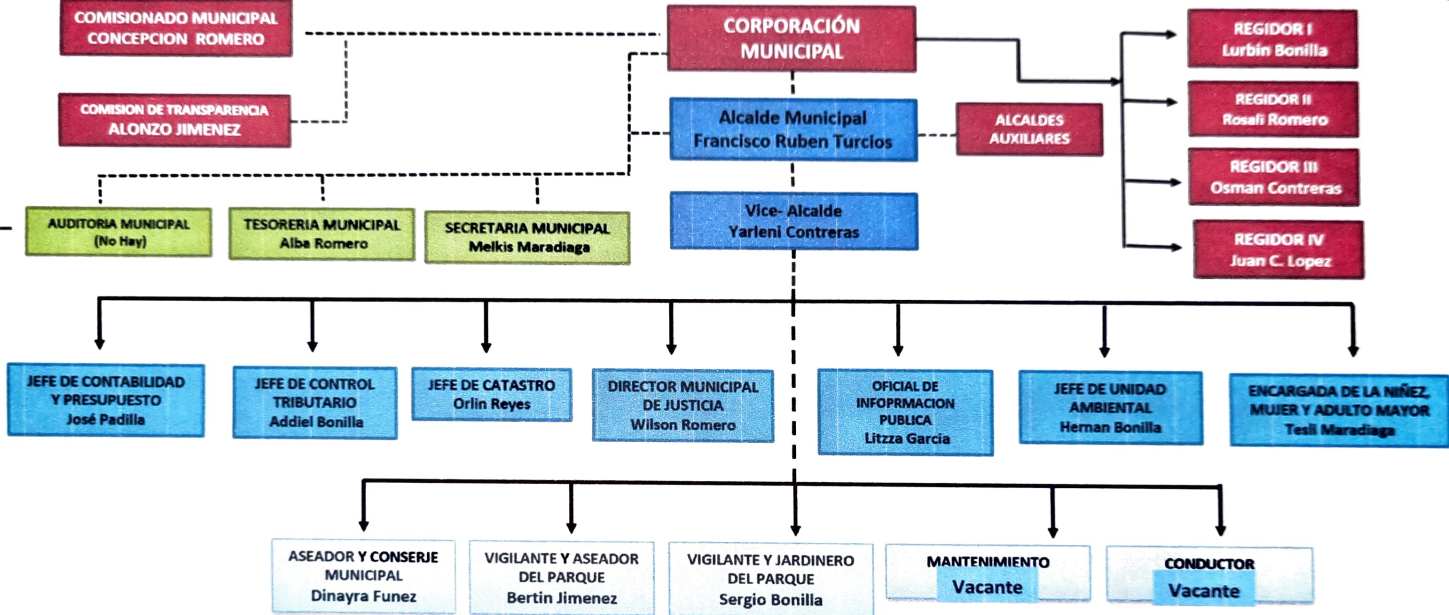 COMISIONADO MUNICIPAL
CONCEPCION ROMERO
CORPORACIÓN
MUNICIPAL
REGIDOR I
Lurbin Bonilla
COMISION DE TRANSPARENCIA
ALONZO JIMENEZ
Alcalde Municipal
Francisco Ruben Turcios
ALCALDES
AUXILIARES
REGIDOR II
Rosali Romero
REGIDOR III
Osman Contreras
AUDITORIA MUNICIPAL
(No Hay)
TESORERIA MUNICIPAL
Alba Romero
SECRETARIA MUNICIPAL
Melkis Maradiaga
Vice- Alcalde
Yarleni Contreras
REGIDOR IV
Juan C. Lopez
JEFE DE CONTABILIDAD
Y PRESUPUESTO
José Padilla
JEFE DE CONTROL
TRIBUTARIO
Addiel Bonilla
JEFE DE CATASTRO
Orlin Reyes
DIRECTOR MUNICIPAL
DE JUSTICIA
Wilson Romero
OFICIAL DE
INFOPRMACION
PUBLICA
Litzza Garcia
JEFE DE UNIDAD
AMBIENTAL
Hernan Bonilla
ENCARGADA DE LA NIÑEZ,
MUJER Y ADULTO MAYOR
Tesli Maradiaga
ASEADOR Y CONSERJE
MUNICIPAL
Dinayra Funez
VIGILANTE Y ASEADOR
DEL PARQUE
Bertin Jimenez
VIGILANTE Y JARDINERO
DEL PARQUE
Sergio Bonilla
MANTENIMIENTO
Vacante
CONDUCTOR
Vacante